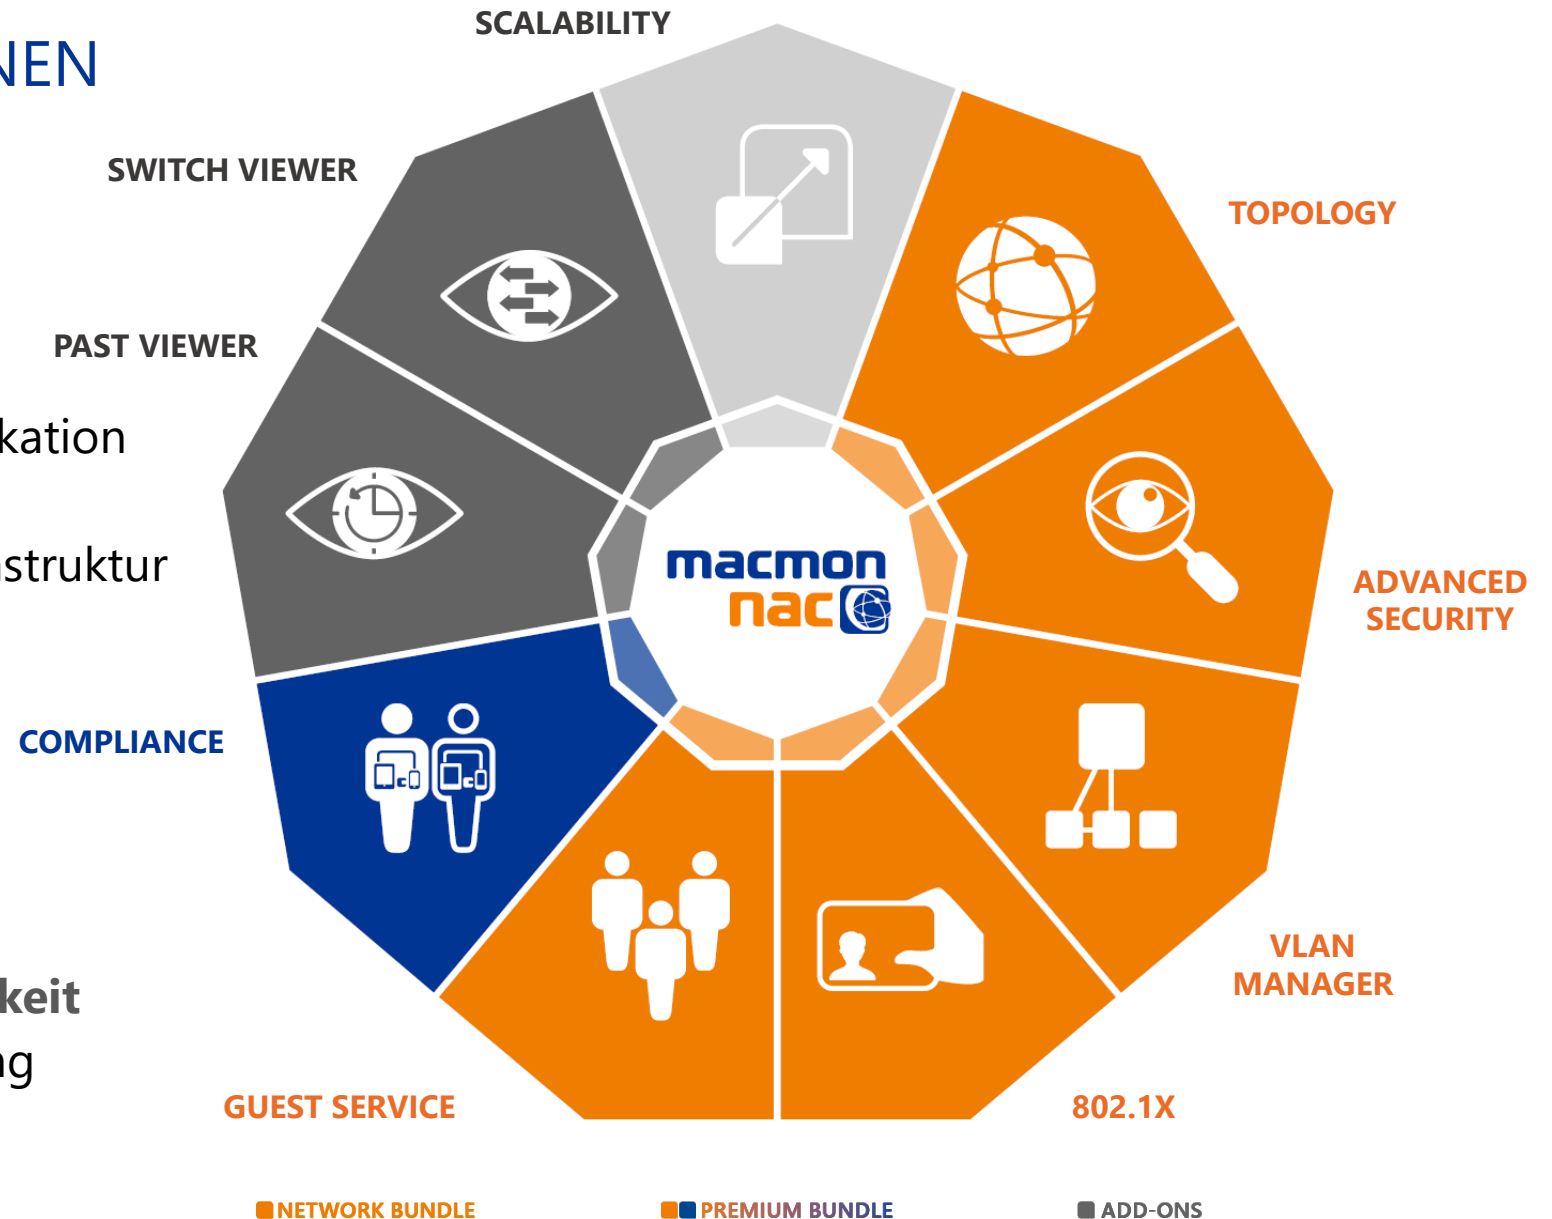 NEN
SCALABILITY
SWITCH VIEWER
TOPOLOGY
PAST VIEWER
kation
struktur
macmon
nac
ADVANCED
SECURITY
COMPLIANCE
VLAN
MANAGER
keit
ng
GUEST SERVICE
802.1X
NETWORK BUNDLE
PREMIUM BUNDLE
ADD-ONS